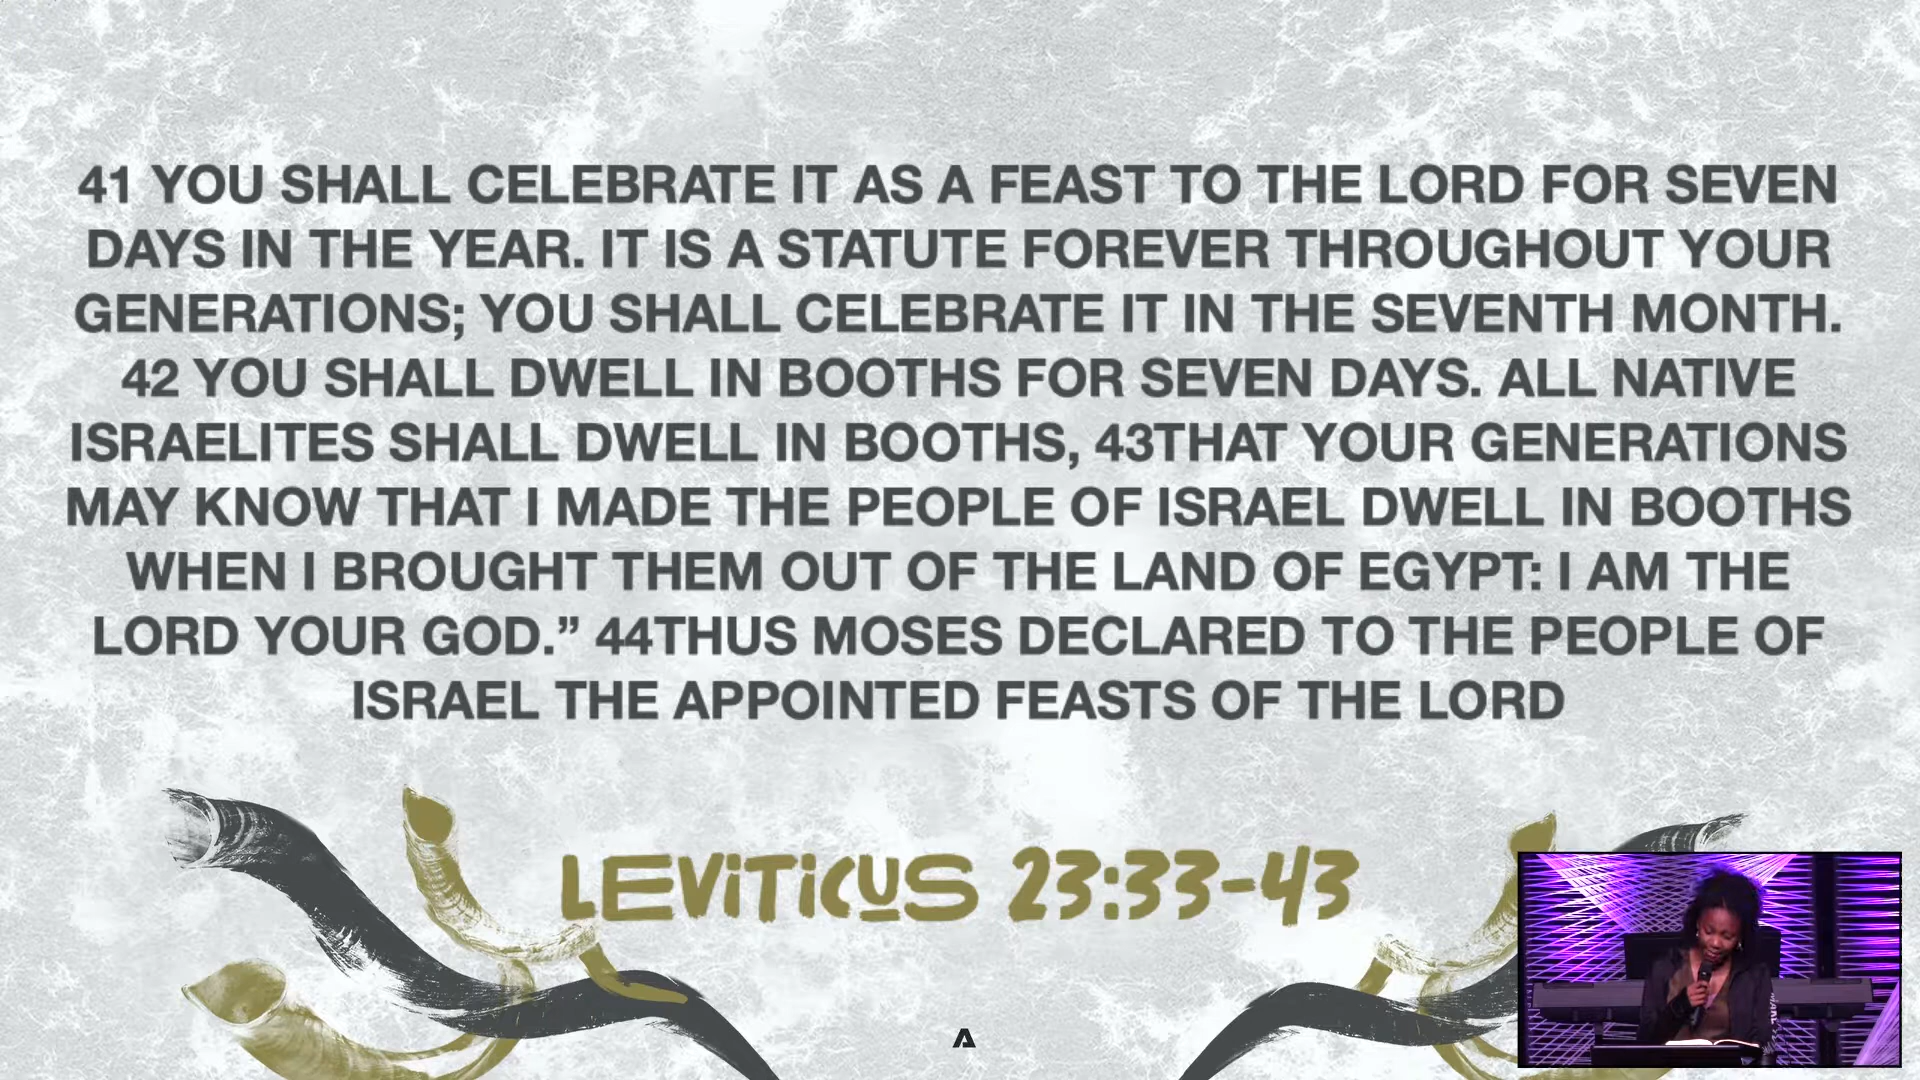 41 YOU SHALL CELEBRATE IT AS A FEAST TO THE LORD FOR SEVEN
DAYS IN THE YEAR. IT IS A STATUTE FOREVER THROUGHOUT YOUR
GENERATIONS; YOU SHALL CELEBRATE IT IN THE SEVENTH MONTH.
42 YOU SHALL DWELL IN BOOTHS FOR SEVEN DAYS. ALL NATIVE
ISRAELITES SHALL DWELL IN BOOTHS, 43THAT YOUR GENERATIONS
MAY KNOW THAT I MADE THE PEOPLE OF ISRAEL DWELL IN BOOTHS
WHEN I BROUGHT THEM OUT OF THE LAND OF EGYPT: I AM THE
LORD YOUR GOD.” 44THUS MOSES DECLARED TO THE PEOPLE OF
ISRAEL THE APPOINTED FEASTS OF THE LORD
LEVITICUS 23:33-43